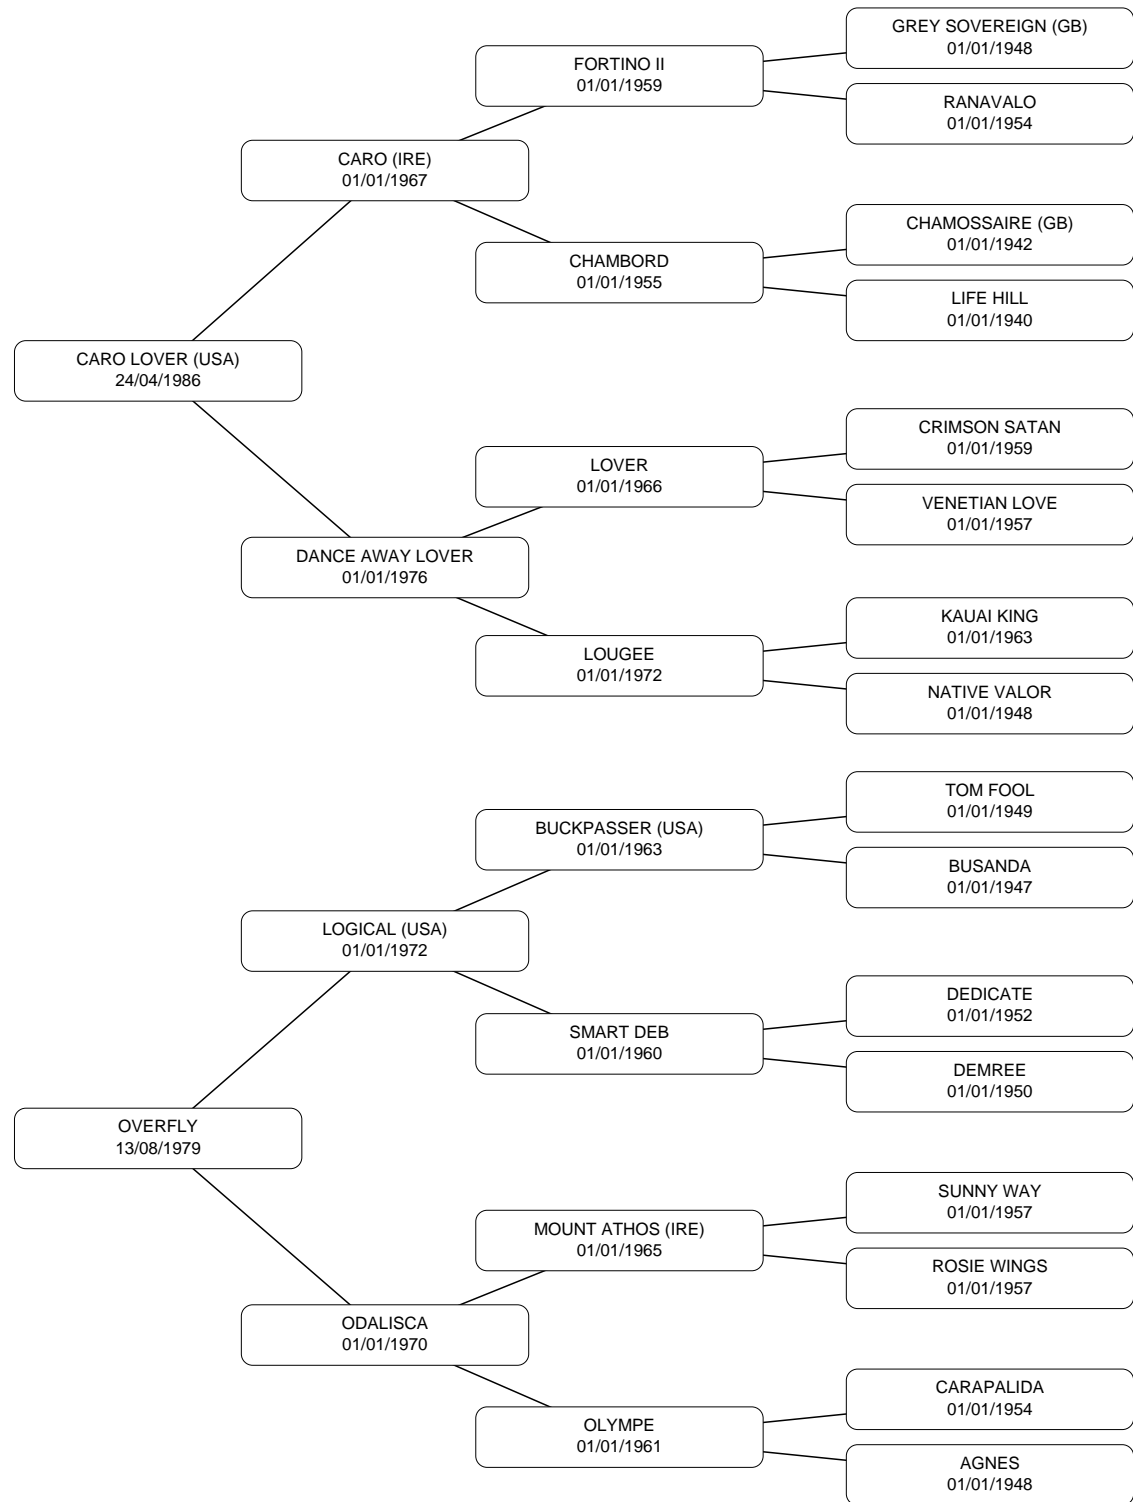 GREY SOVEREIGN (GB)
01/01/1948
FORTINO II
01/01/1959
RANAVALO
01/01/1954
CARO (IRE)
01/01/1967
CHAMOSSAIRE (GB)
01/01/1942
CHAMBORD
01/01/1955
LIFE HILL
01/01/1940
CARO LOVER (USA)
24/04/1986
CRIMSON SATAN
01/01/1959
LOVER
01/01/1966
VENETIAN LOVE
01/01/1957
DANCE AWAY LOVER
01/01/1976
KAUAI KING
01/01/1963
LOUGEE
01/01/1972
NATIVE VALOR
01/01/1948
TOM FOOL
01/01/1949
BUCKPASSER (USA)
01/01/1963
BUSANDA
01/01/1947
LOGICAL (USA)
01/01/1972
DEDICATE
01/01/1952
SMART DEB
01/01/1960
DEMREE
01/01/1950
OVERFLY
13/08/1979
SUNNY WAY
01/01/1957
MOUNT ATHOS (IRE)
01/01/1965
ROSIE WINGS
01/01/1957
ODALISCA
01/01/1970
CARAPALIDA
01/01/1954
OLYMPE
01/01/1961
AGNES
01/01/1948